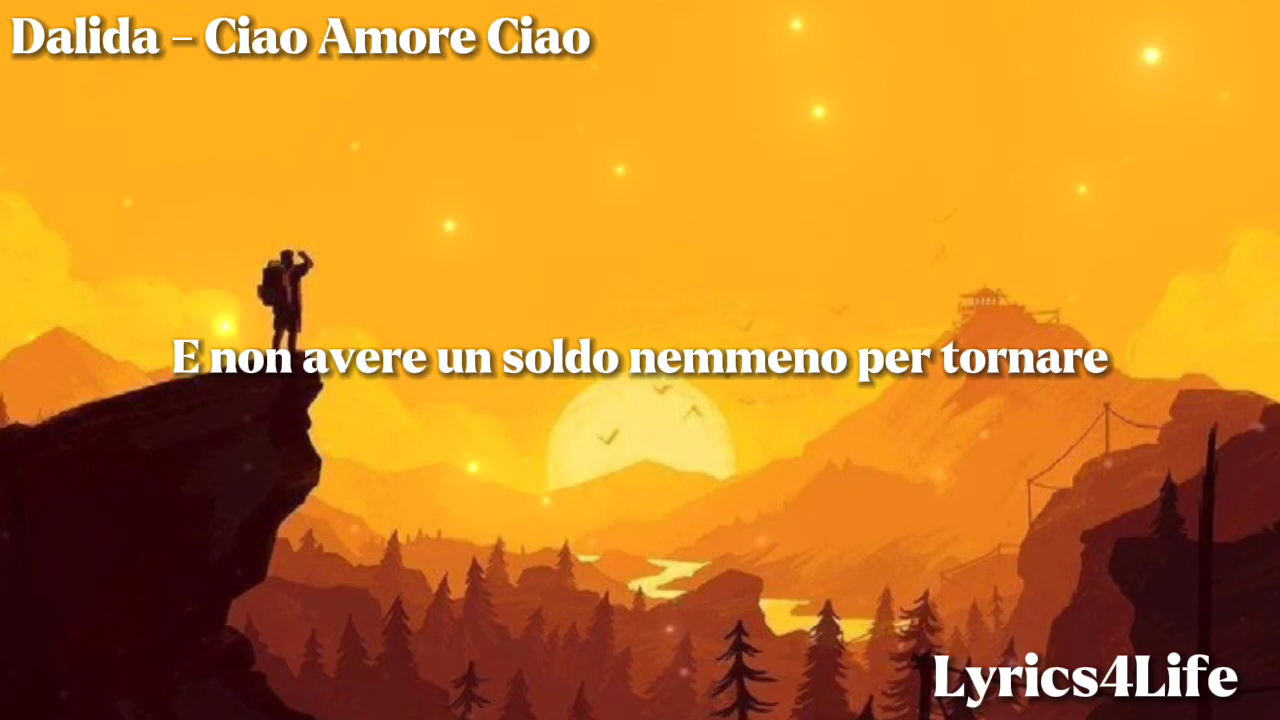 Dalida – Ciao Amore Ciao
E non avere un soldo nemmeno per tornare
Lyrics4Life